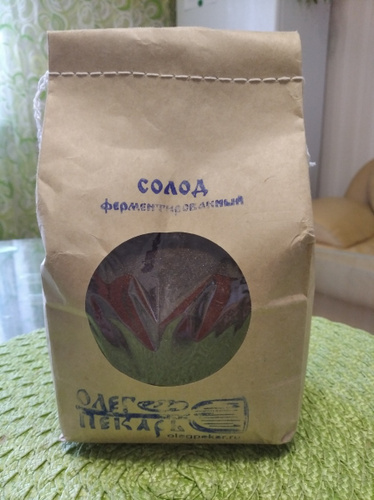 СОЛОД
ферментированный
ОЛЕГ
ПЕКАРЬ
olegpekar.ru